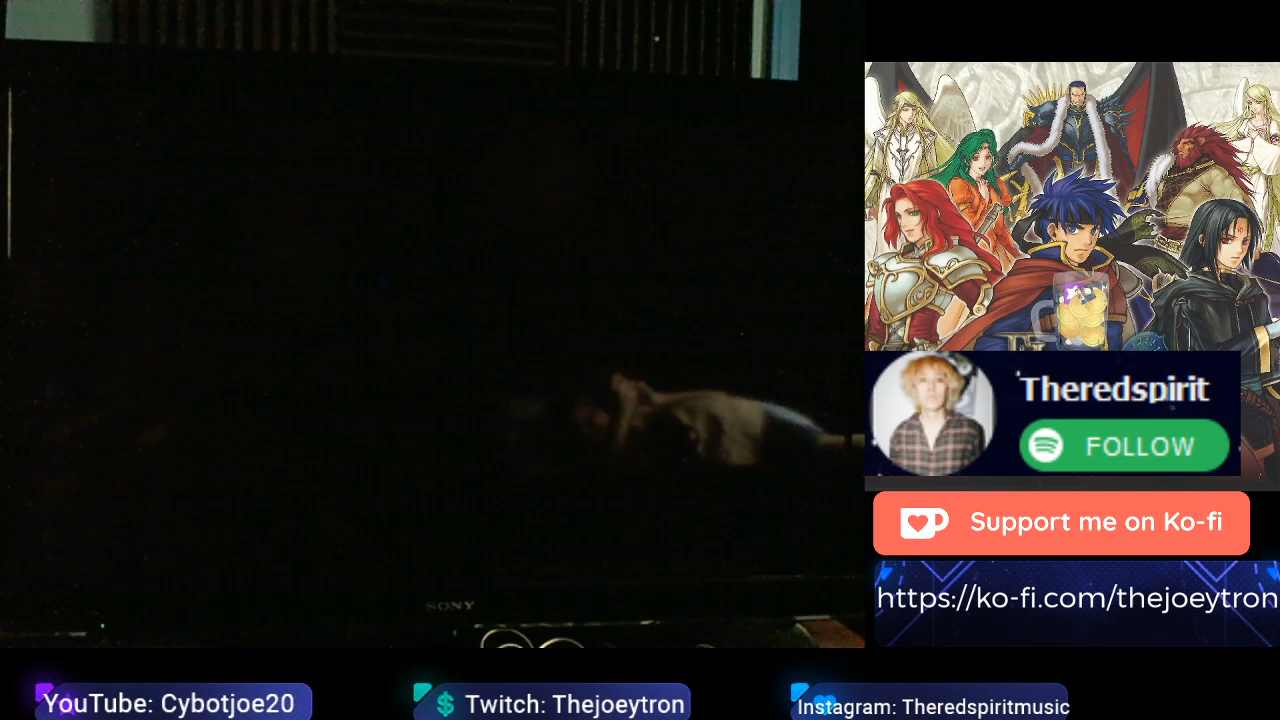 Theredspirit
FOLLOW
Support me on Ko-fi
https://ko-fi.com/thejoeytron
SONY
YouTube: Cybotjoe20
$ Twitch: Thejoeytron
Instagram: Theredspiritmusic